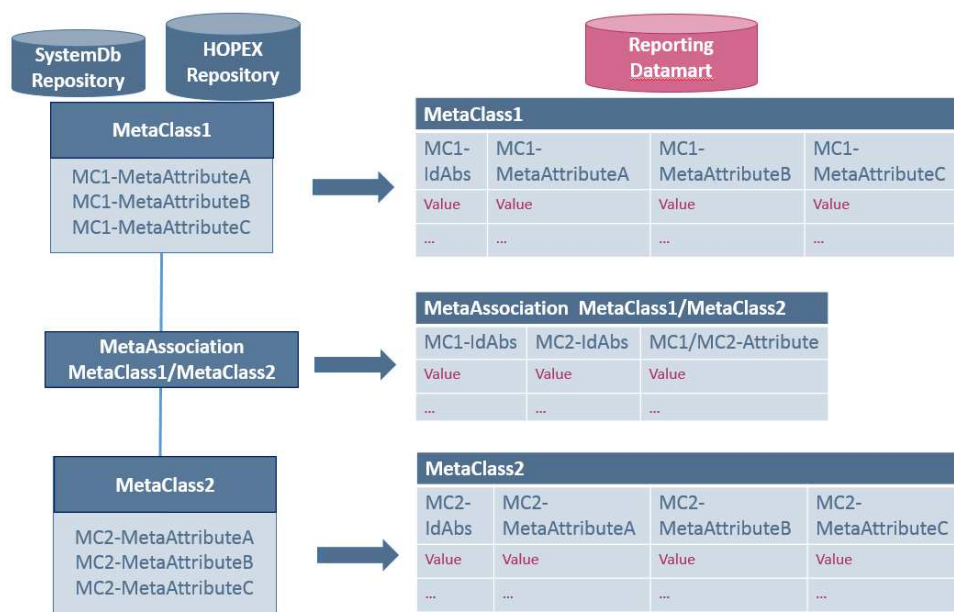 SystemDb
Repository
HOPEX
Repository
Reporting
Datamart
MetaClass1
MC1-MetaAttributeA
MC1-MetaAttributeB
MC1-MetaAttributeC
MetaClass1
MC1-
IdAbs
MC1-
MetaAttributeA
MC1-
MetaAttributeB
MC1-
MetaAttributeC
Value
Value
Value
Value
...
...
...
...
MetaAssociation
MetaClass1/MetaClass2
MetaAssociation MetaClass1/MetaClass2
MC1-IdAbs
MC2-IdAbs
MC1/MC2-Attribute
Value
Value
Value
...
...
...
MetaClass2
MC2-MetaAttributeA
MC2-MetaAttributeB
MC2-MetaAttributeC
MetaClass2
MC2-
IdAbs
MC2-
MetaAttributeA
MC2-
MetaAttributeB
MC2-
MetaAttributeC
Value
Value
Value
Value
...
...
...
...